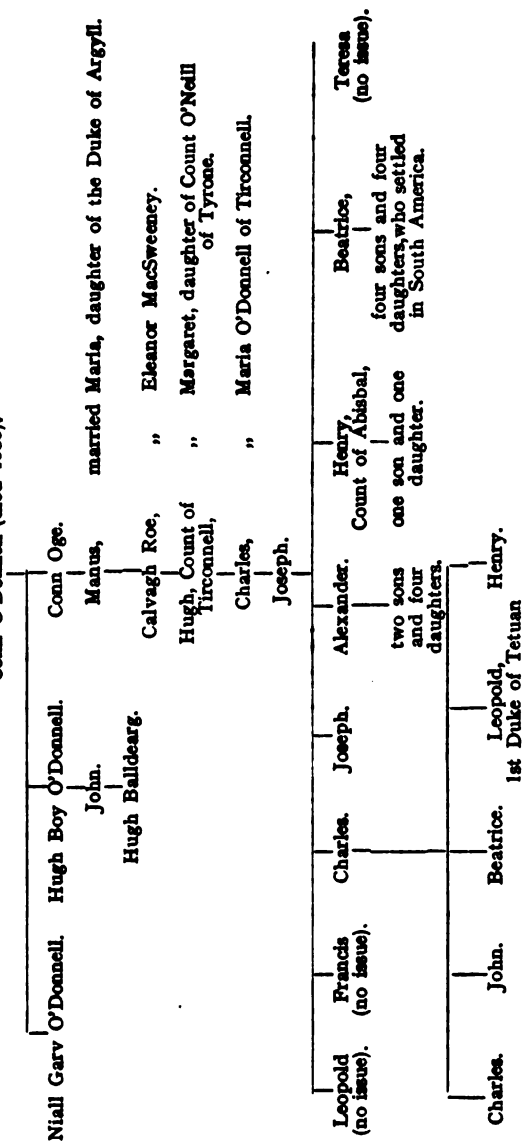 Niall Garv O'Donnell. Hugh Boy O'Donnell. Conn Oge.
John. Manus, married Maria, daughter of the Duke of Argyll.
Hugh Balldearg.
Calvagh Roe, „ Eleanor MacSweeney.
Hugh, Count of Tirconnell, „ Margaret, daughter of Count O'Neill of Tyrone.
Charles, „ Maria O'Donnell of Tirconnell.
Joseph.
Leopold (no issue).
Francis (no issue).
Charles.
Joseph.
Alexander.
two sons
and four
daughters.
Henry,
Count of Abisbal,
one son and one
daughter.
Beatrice,
four sons and four
daughters, who settled
in South America.
Teresa
(no issue).
Charles. John. Beatrice. Leopold, Henry.
1st Duke of Tetuan